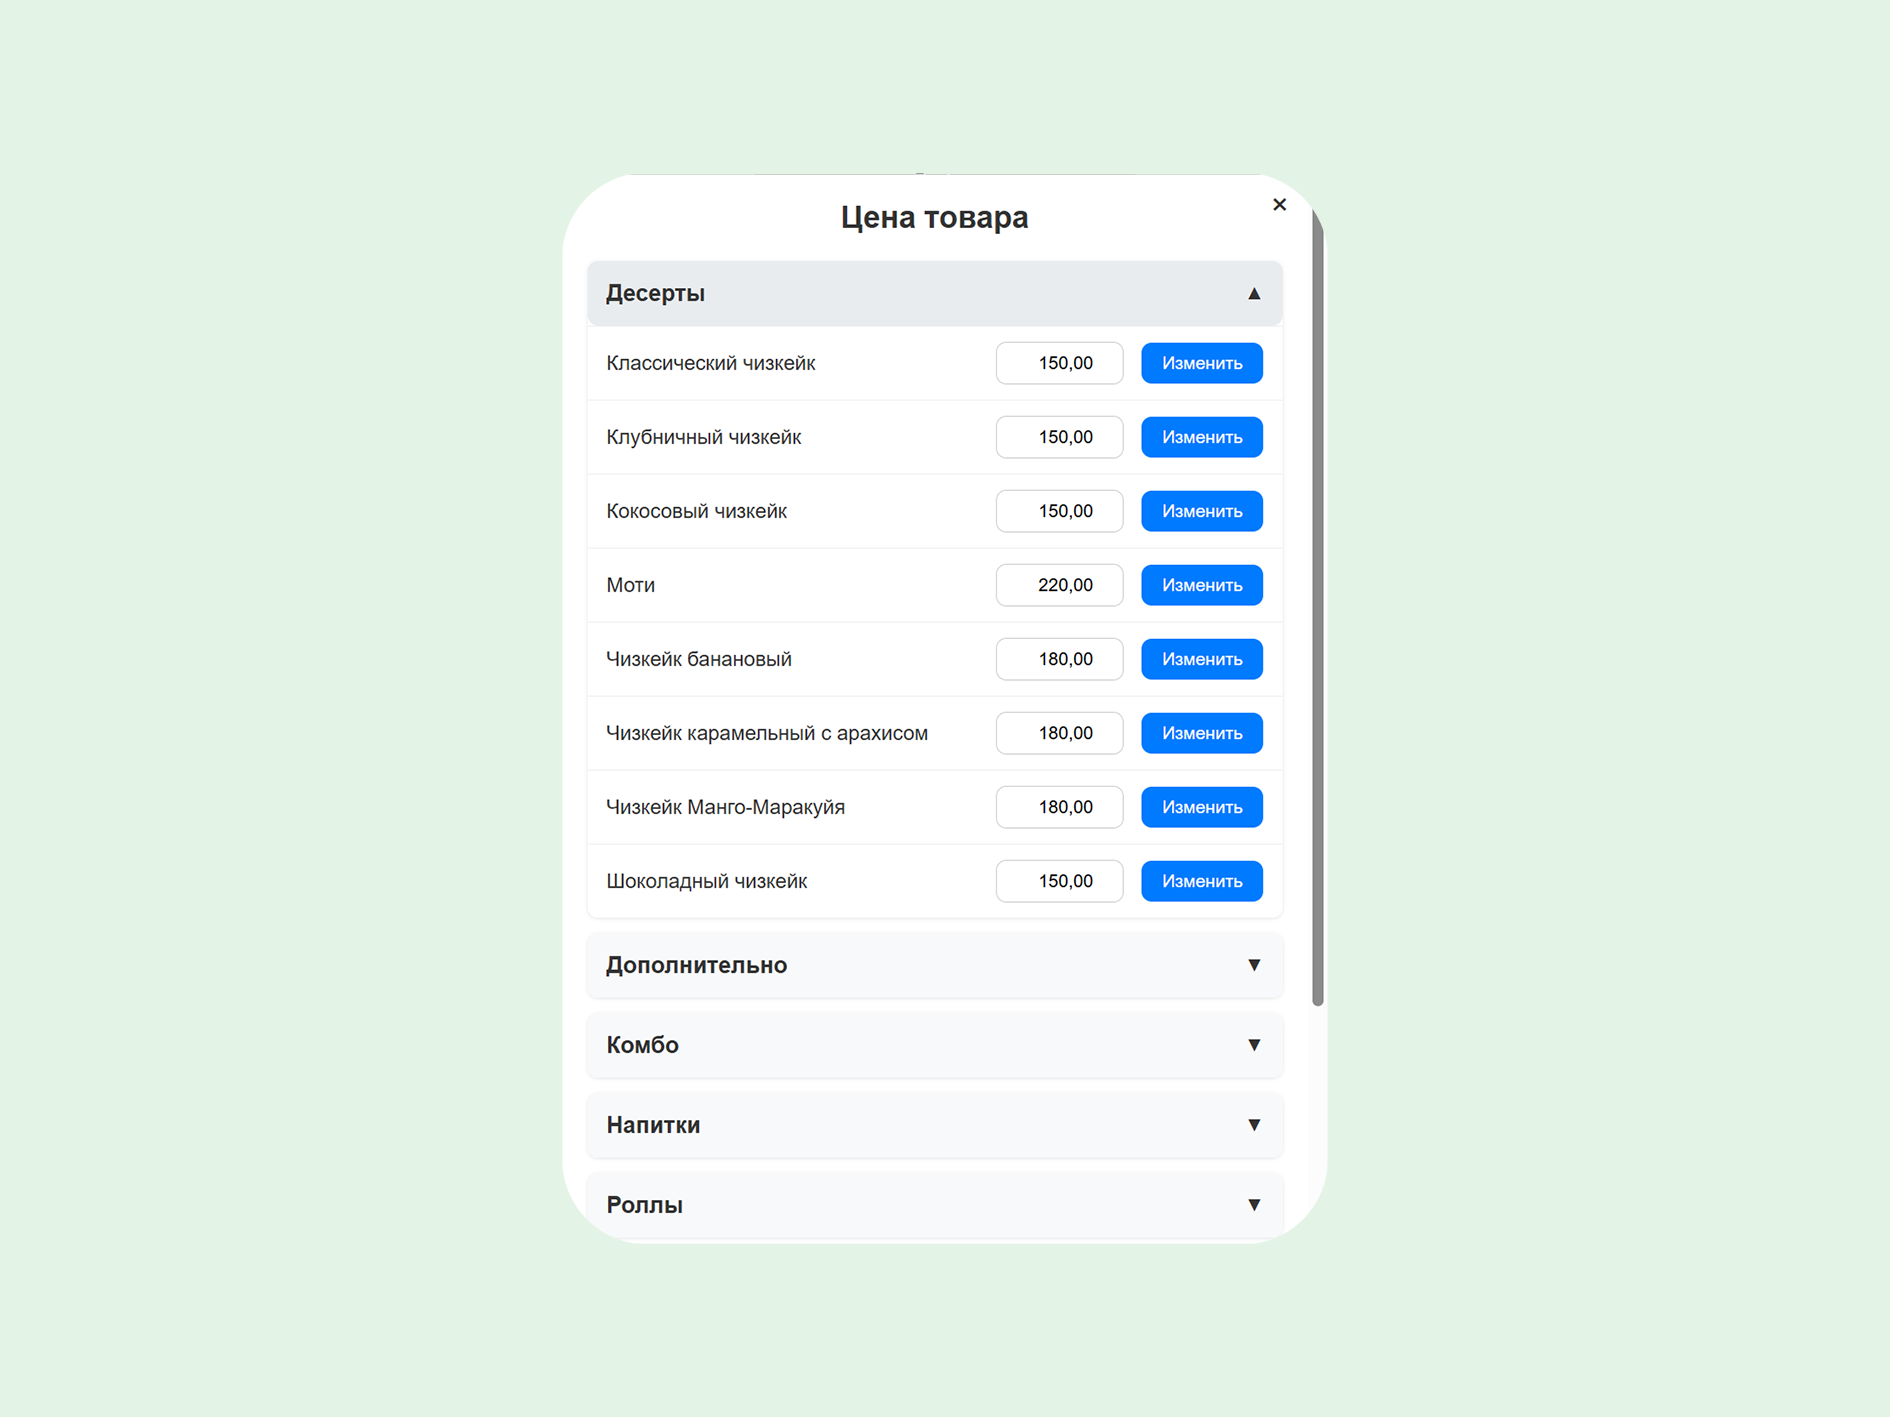 Цена товара
×
Десерты ▲
Классический чизкейк 150,00 Изменить
Клубничный чизкейк 150,00 Изменить
Кокосовый чизкейк 150,00 Изменить
Моти 220,00 Изменить
Чизкейк банановый 180,00 Изменить
Чизкейк карамельный с арахисом 180,00 Изменить
Чизкейк Манго-Маракуйя 180,00 Изменить
Шоколадный чизкейк 150,00 Изменить
Дополнительно ▼
Комбо ▼
Напитки ▼
Роллы ▼